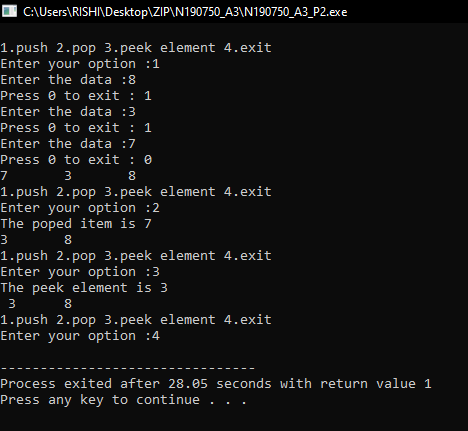 C:\Users\RISHI\Desktop\ZIP\N190750_A3\N190750_A3_P2.exe
1.push 2.pop 3.peek element 4.exit
Enter your option :1
Enter the data :8
Press 0 to exit : 1
Enter the data :3
Press 0 to exit : 1
Enter the data :7
Press 0 to exit : 0
7       3       8
1.push 2.pop 3.peek element 4.exit
Enter your option :2
The poped item is 7
3       8
1.push 2.pop 3.peek element 4.exit
Enter your option :3
The peek element is 3
 3      8
1.push 2.pop 3.peek element 4.exit
Enter your option :4
--------------------------------
Process exited after 28.05 seconds with return value 1
Press any key to continue . . .